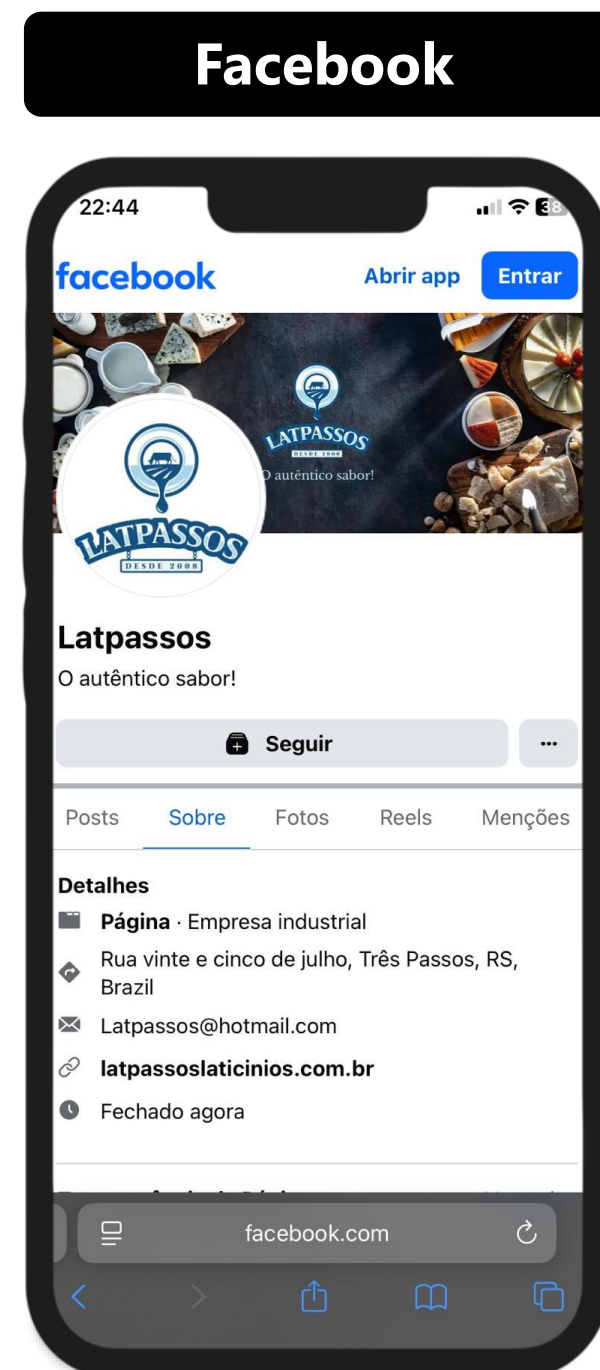 Facebook
22:44
38
facebook
Abrir app
Entrar
LATPASSOS
DESDE 2008
O autêntico sabor!
LATPASSOS
DESDE 2008
Latpassos
O autêntico sabor!
Seguir
Posts
Sobre
Fotos
Reels
Menções
Detalhes
Página · Empresa industrial
Rua vinte e cinco de julho, Três Passos, RS,
Brazil
Latpassos@hotmail.com
latpassoslaticinios.com.br
Fechado agora
facebook.com